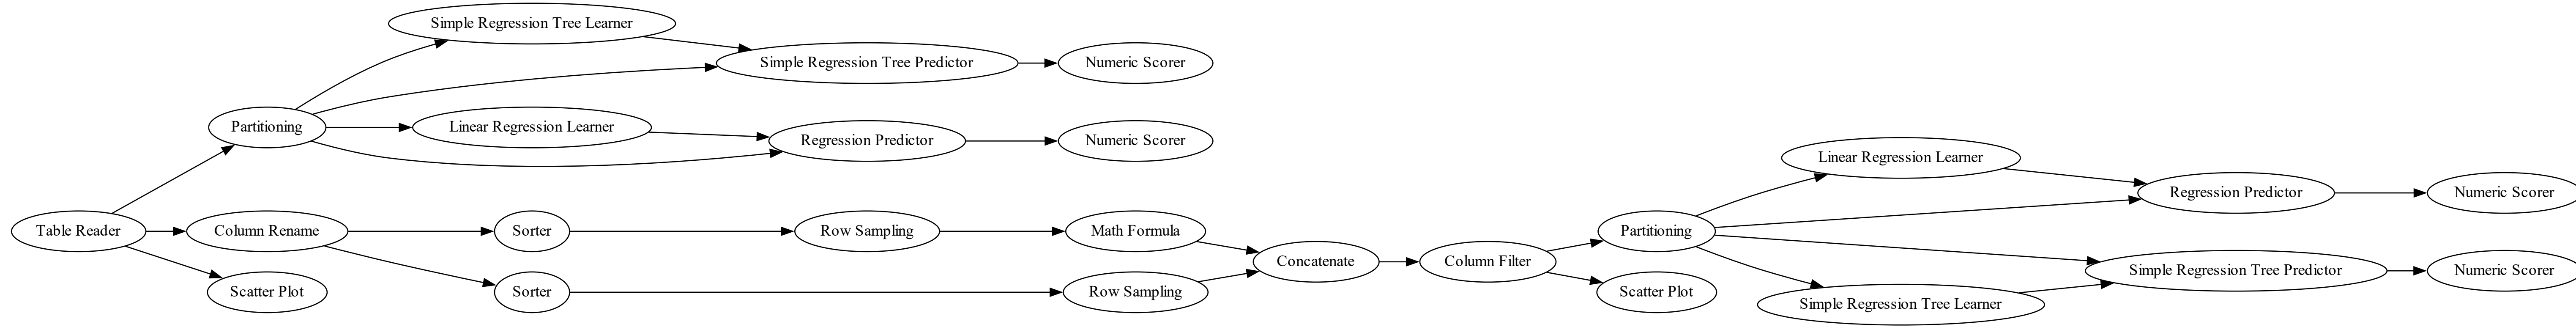 Simple Regression Tree Learner
Simple Regression Tree Predictor
Numeric Scorer
Partitioning
Linear Regression Learner
Regression Predictor
Numeric Scorer
Table Reader
Column Rename
Sorter
Row Sampling
Math Formula
Scatter Plot
Sorter
Row Sampling
Concatenate
Column Filter
Partitioning
Scatter Plot
Linear Regression Learner
Regression Predictor
Numeric Scorer
Simple Regression Tree Predictor
Numeric Scorer
Simple Regression Tree Learner